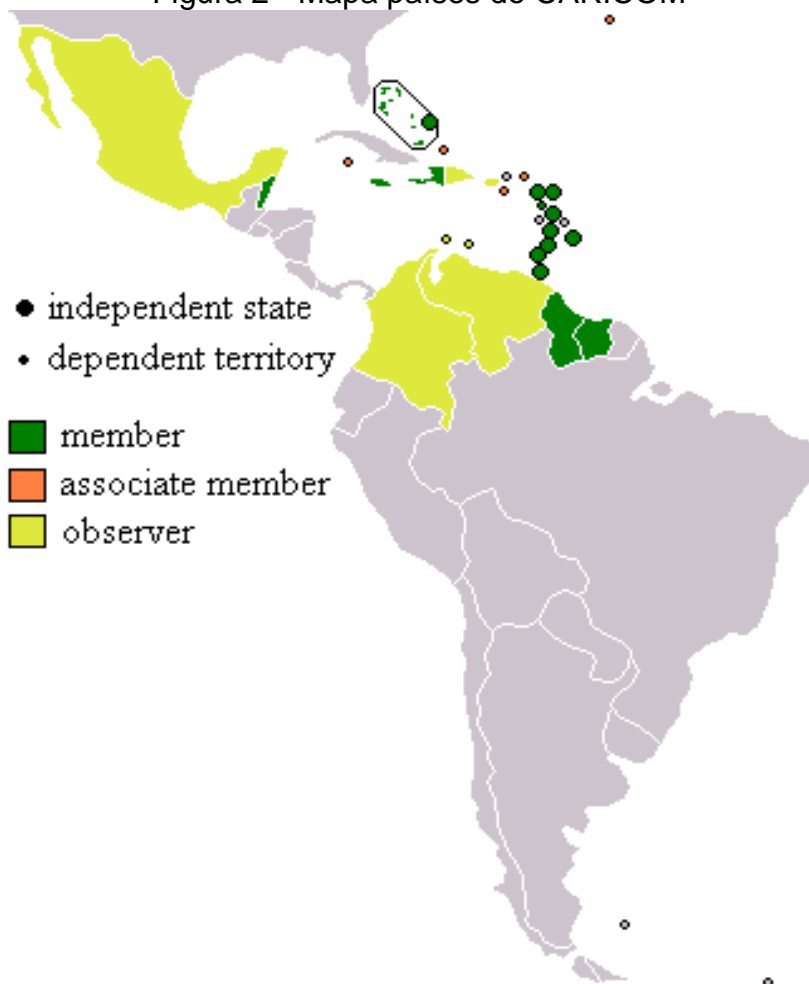 Figura 2 - Mapa países do CARICOM
independent state
dependent territory
member
associate member
observer